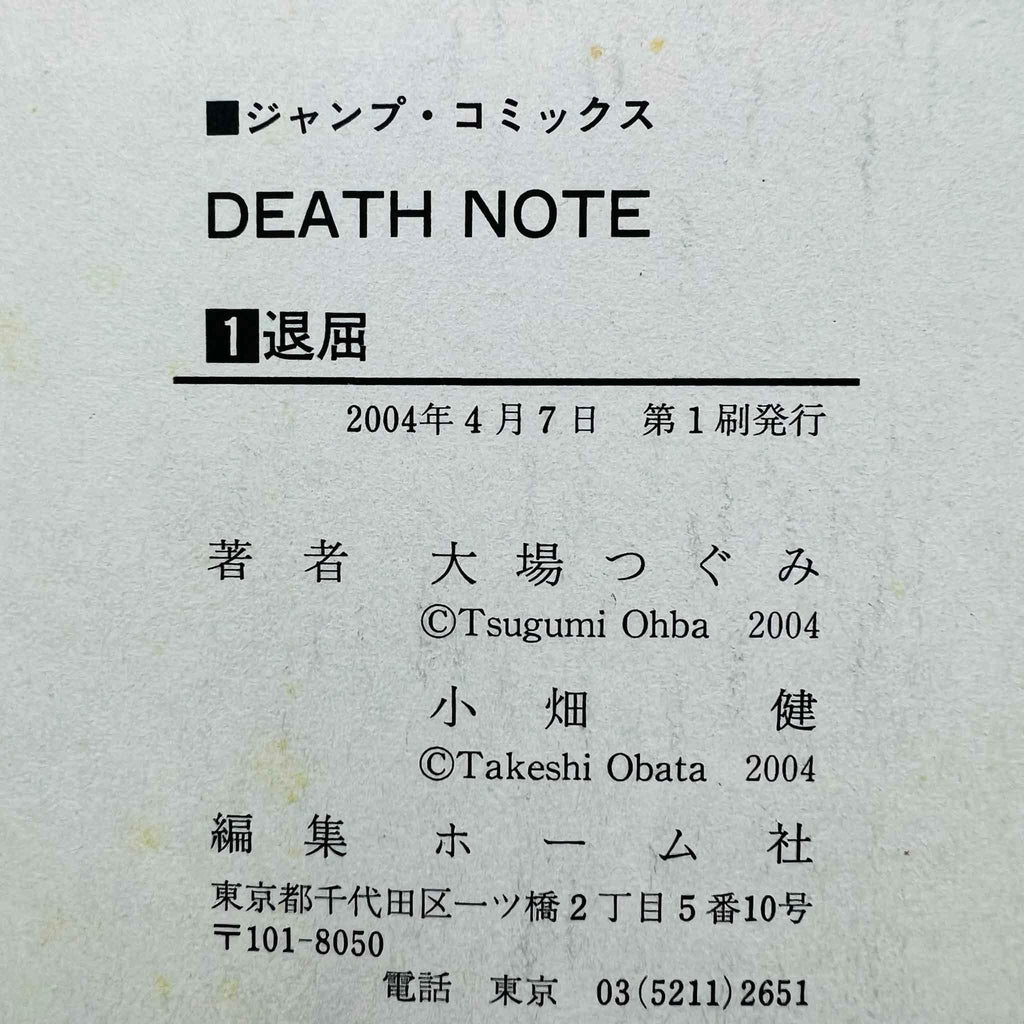 ■ジャンプ・コミックス
DEATH NOTE
1退屈
2004年4月7日　第1刷発行
著者　大場つぐみ
©Tsugumi Ohba 2004
小畑健
©Takeshi Obata 2004
編集　ホーム社
東京都千代田区一ツ橋2丁目5番10号
〒101-8050
電話　東京　03(5211)2651